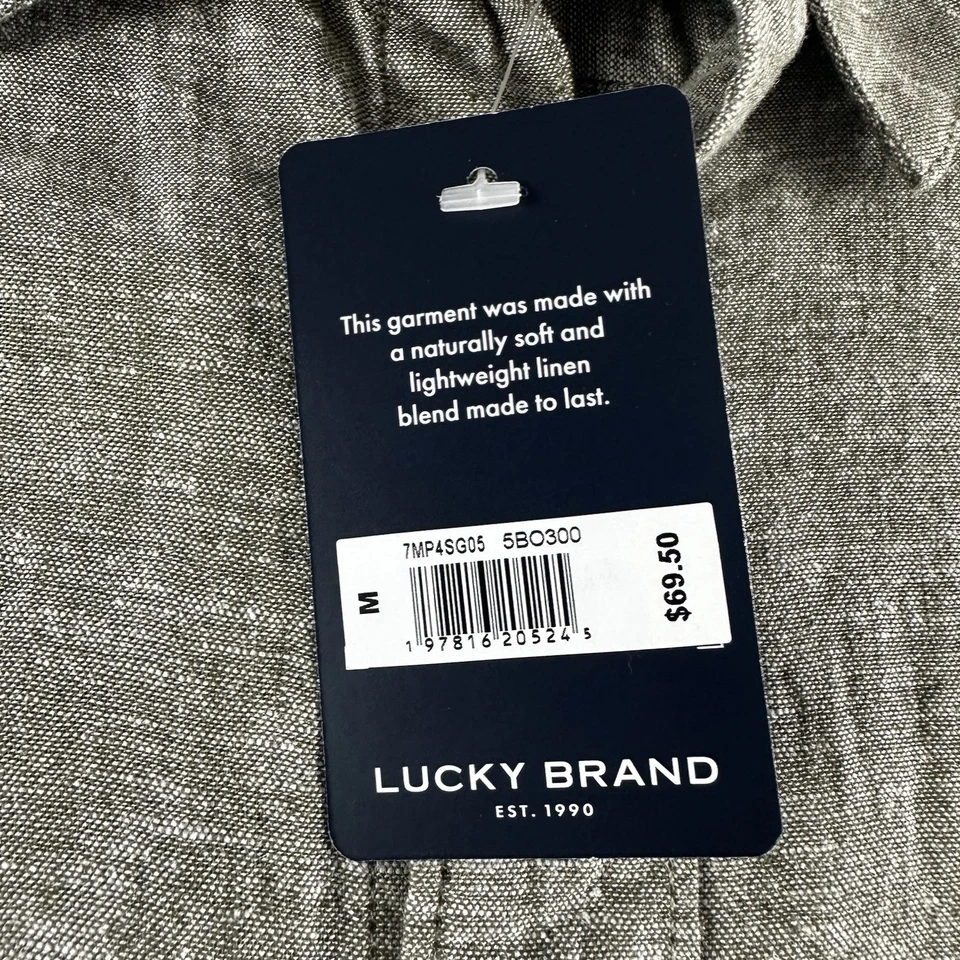 This garment was made with
a naturally soft and
lightweight linen
blend made to last.
7MP4SG05 5BO300
M
$69.50
1 97816 20524 5
LUCKY BRAND
EST. 1990